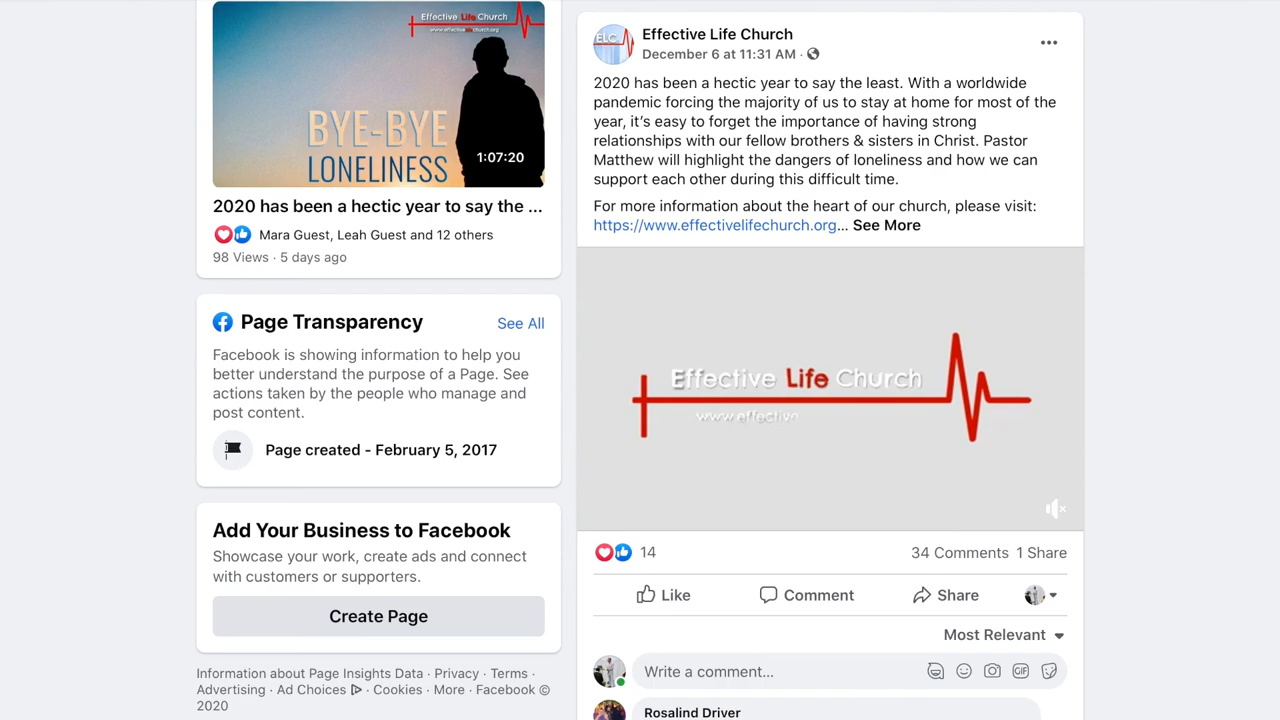 Effective Life Church
www.effectivelifechurch.org
BYE-BYE
LONELINESS
1:07:20
2020 has been a hectic year to say the ...
Mara Guest, Leah Guest and 12 others
98 Views · 5 days ago
Page Transparency
See All
Facebook is showing information to help you
better understand the purpose of a Page. See
actions taken by the people who manage and
post content.
Page created - February 5, 2017
Add Your Business to Facebook
Showcase your work, create ads and connect
with customers or supporters.
Create Page
Information about Page Insights Data · Privacy · Terms ·
Advertising · Ad Choices · Cookies · More · Facebook ©
2020
ELC
Effective Life Church
December 6 at 11:31 AM ·
2020 has been a hectic year to say the least. With a worldwide
pandemic forcing the majority of us to stay at home for most of the
year, it’s easy to forget the importance of having strong
relationships with our fellow brothers & sisters in Christ. Pastor
Matthew will highlight the dangers of loneliness and how we can
support each other during this difficult time.
For more information about the heart of our church, please visit:
https://www.effectivelifechurch.org... See More
Effective Life Church
www.effective
14
34 Comments 1 Share
Like
Comment
Share
Most Relevant
Write a comment...
GIF
Rosalind Driver